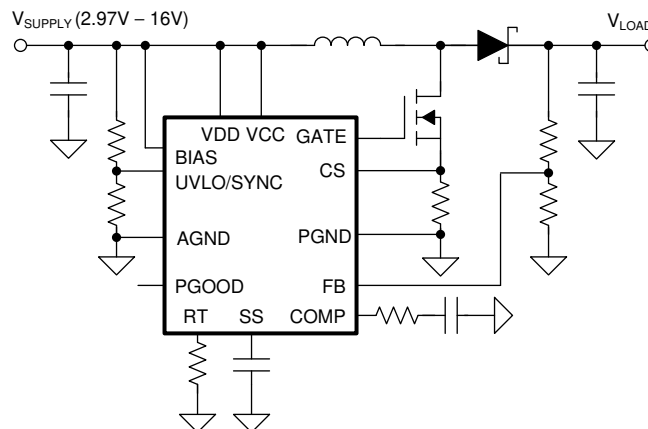 VSUPPLY (2.97V – 16V)
VLOAD
VDD VCC
GATE
BIAS
UVLO/SYNC
CS
AGND
PGND
PGOOD
FB
RT
SS
COMP